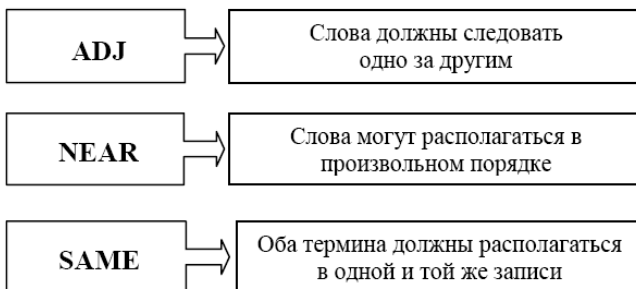 ADJ
Слова должны следовать
одно за другим
NEAR
Слова могут располагаться в
произвольном порядке
SAME
Оба термина должны располагаться
в одной и той же записи